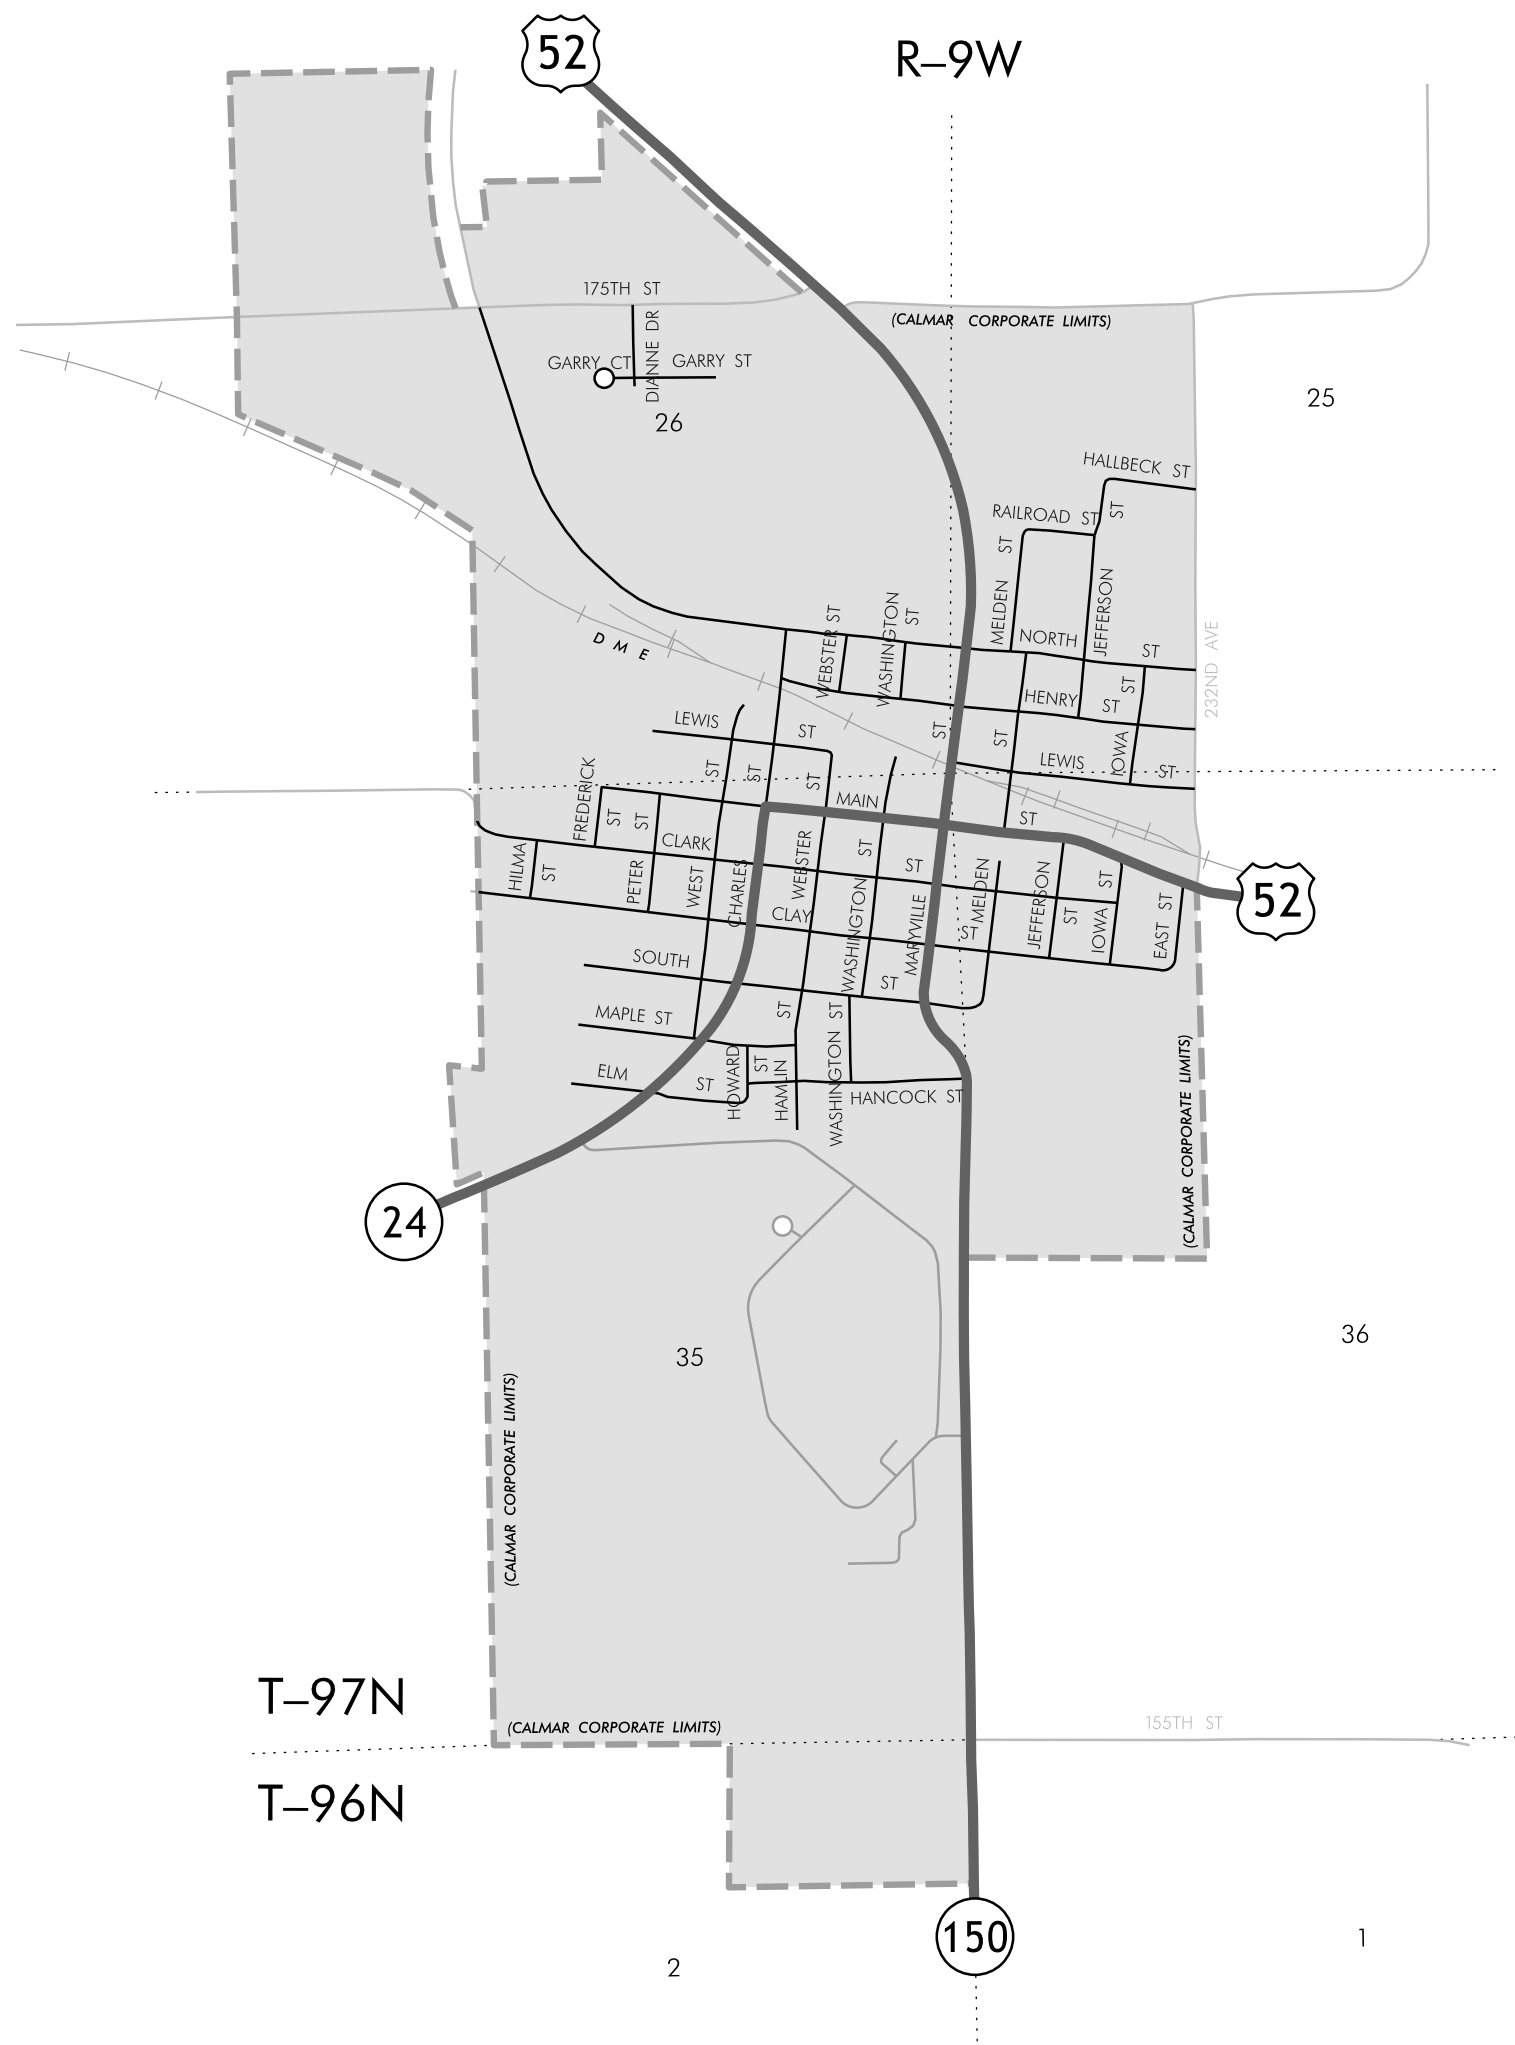 52
R–9W
175TH ST
DIANNE DR
(CALMAR CORPORATE LIMITS)
GARRY CT
GARRY ST
26
25
HALLBECK ST
RAILROAD ST
ST
ST
MELDEN
JEFFERSON
NORTH
ST
232ND AVE
WEBSTER ST
WASHINGTON
ST
D M E
HENRY
ST
ST
LEWIS
ST
ST
ST
IOWA
LEWIS
ST
ST
ST
ST
MAIN
ST
FREDERICK
ST
ST
CLARK
ST
ST
HILMA
ST
PETER
WEST
CHARLES
WEBSTER
WASHINGTON
MARYVILLE
MELDEN
JEFFERSON
ST
IOWA
ST
EAST ST
52
CLAY
ST
SOUTH
ST
MAPLE ST
ST
WASHINGTON ST
ELM
ST
HOWARD
ST
HAMLIN
HANCOCK ST
(CALMAR CORPORATE LIMITS)
24
36
35
(CALMAR CORPORATE LIMITS)
T–97N
(CALMAR CORPORATE LIMITS)
155TH ST
T–96N
150
1
2